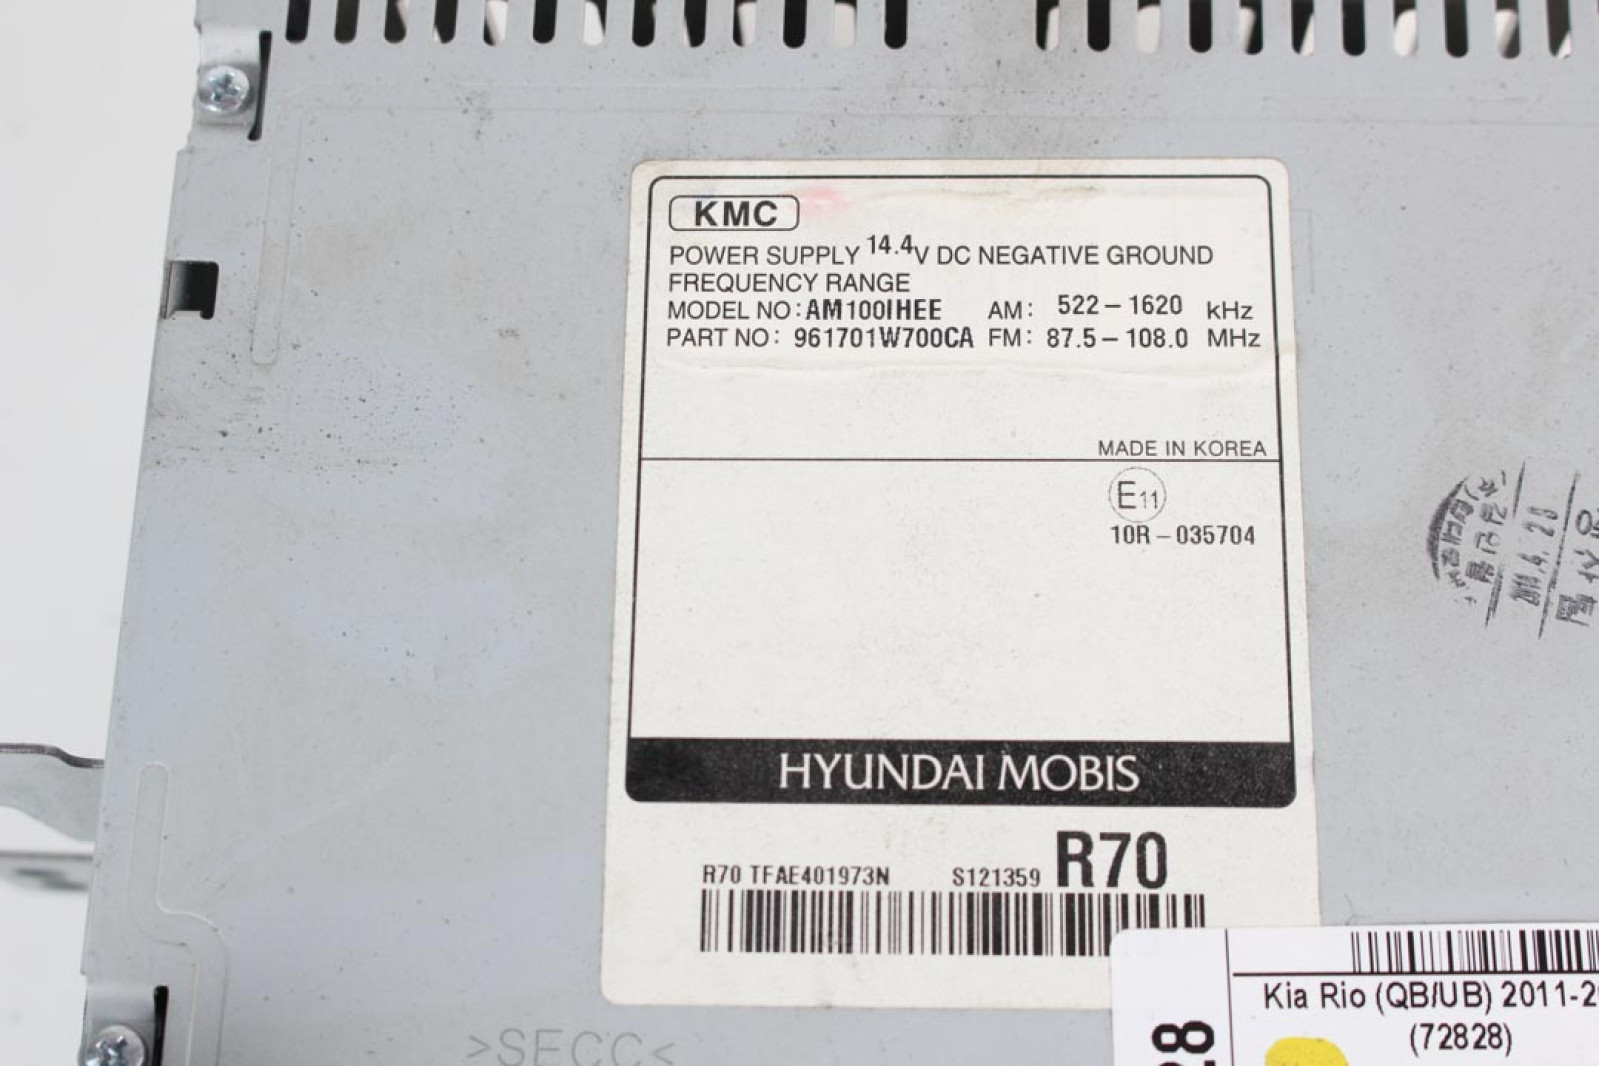 KMC
POWER SUPPLY 14.4V DC NEGATIVE GROUND
FREQUENCY RANGE
MODEL NO: AM100IHEE AM: 522-1620 kHz
PART NO: 961701W700CA FM: 87.5-108.0 MHz
MADE IN KOREA
E11
10R-035704
HYUNDAI MOBIS
R70 TFAE401973N S121359 R70
Kia Rio (QB/UB) 2011-2
(72828)
28
>SECC<